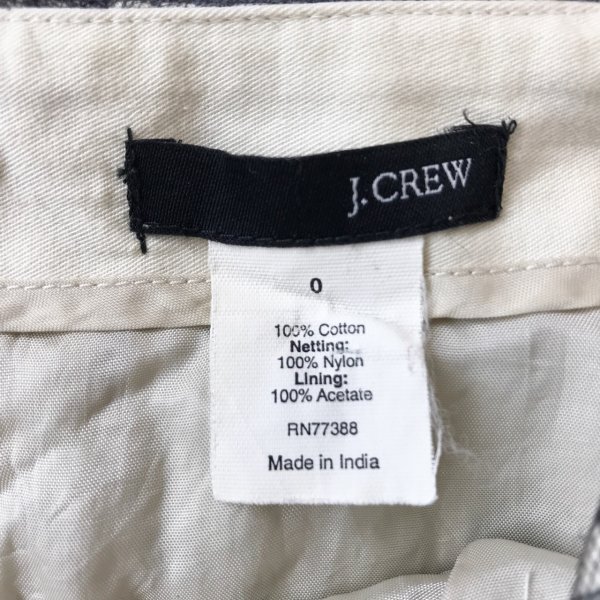 J.CREW
0
100% Cotton
Netting:
100% Nylon
Lining:
100% Acetate
RN77388
Made in India